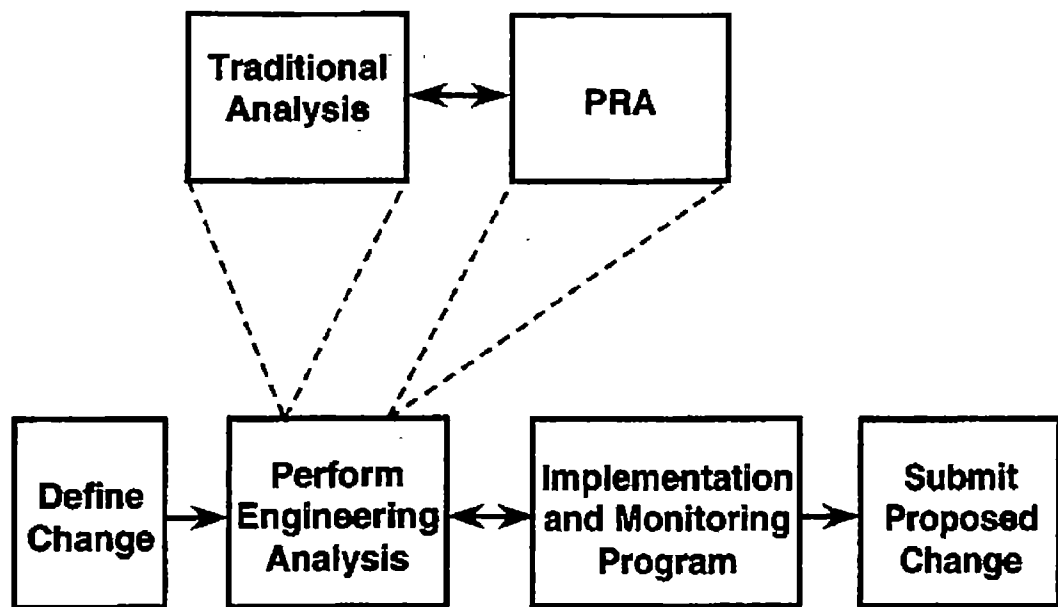 Traditional
Analysis
PRA
Define
Change
Perform
Engineering
Analysis
Implementation
and Monitoring
Program
Submit
Proposed
Change